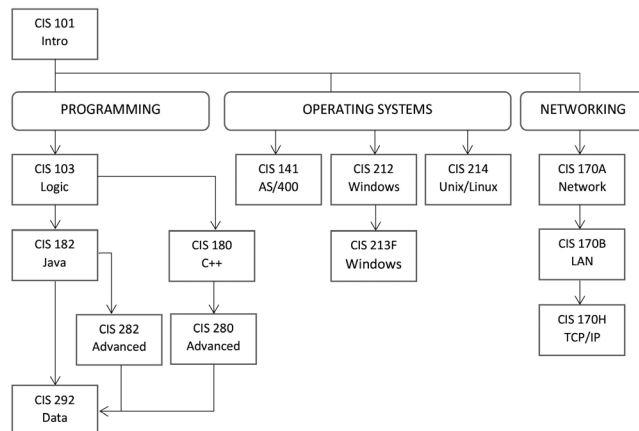 CIS 101
Intro
PROGRAMMING
OPERATING SYSTEMS
NETWORKING
CIS 103
Logic
CIS 141
AS/400
CIS 212
Windows
CIS 214
Unix/Linux
CIS 170A
Network
CIS 182
Java
CIS 180
C++
CIS 213F
Windows
CIS 170B
LAN
CIS 282
Advanced
CIS 280
Advanced
CIS 170H
TCP/IP
CIS 292
Data